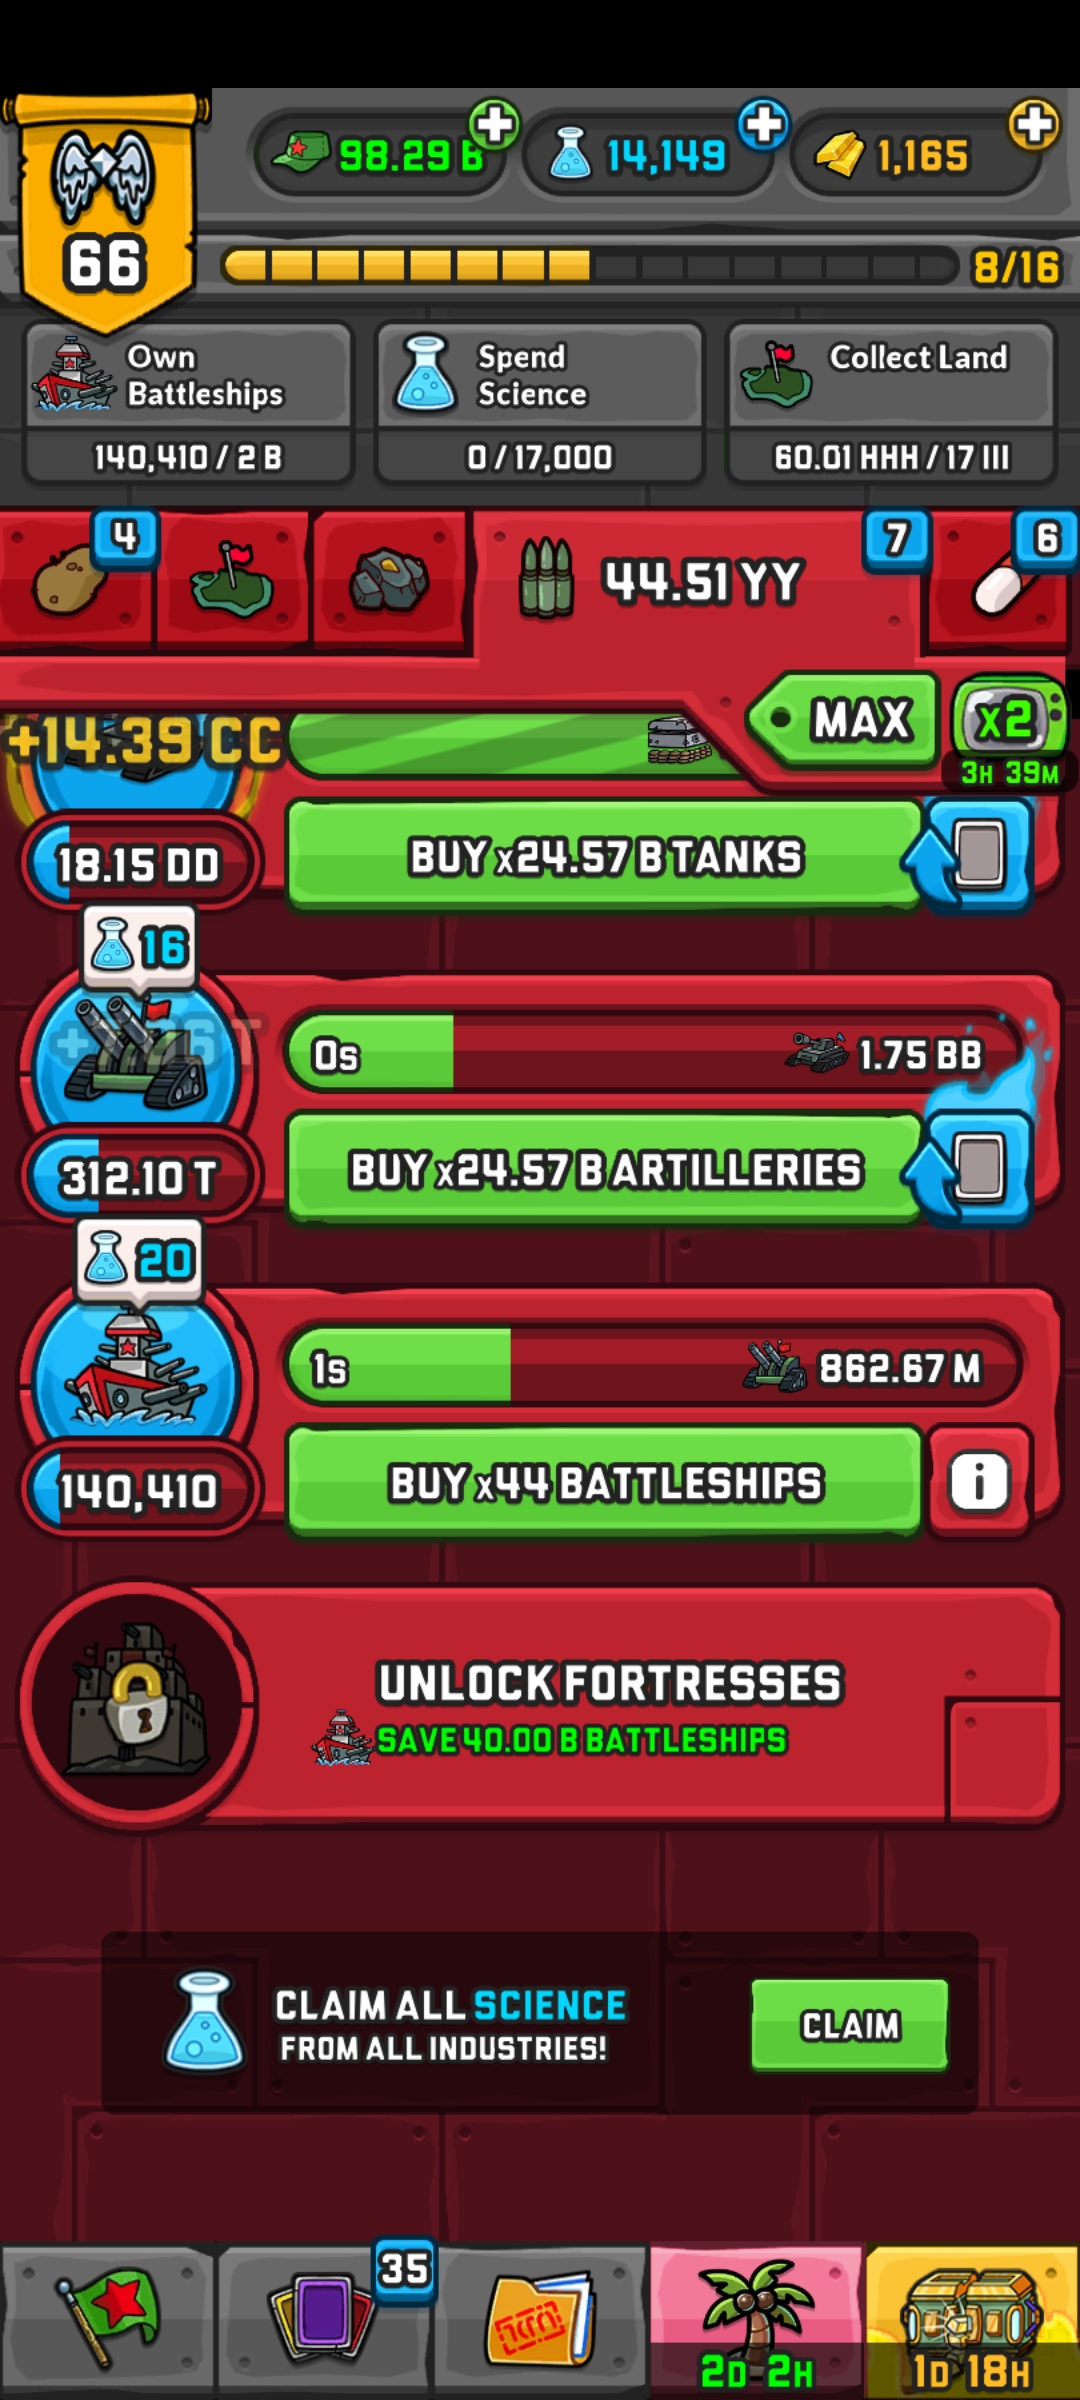 98.29 B
14,149
1,165
66
8/16
Own
Battleships
Spend
Science
Collect Land
140,410 / 2 B
0 / 17,000
60.01 HHH / 17 III
4
44.51 YY
7
6
+14.39 CC
MAX
x2
3H 39M
18.15 DD
BUY x24.57 B TANKS
16
0s
1.75 BB
312.10 T
BUY x24.57 B ARTILLERIES
20
1s
862.67 M
140,410
BUY x44 BATTLESHIPS
i
UNLOCK FORTRESSES
SAVE 40.00 B BATTLESHIPS
CLAIM ALL SCIENCE
FROM ALL INDUSTRIES!
CLAIM
35
2D 2H
1D 18H